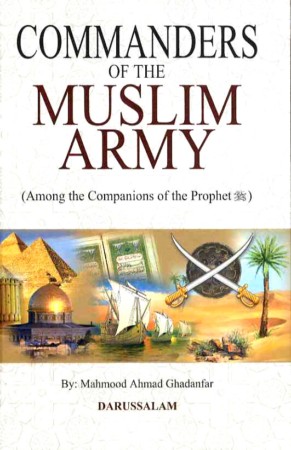 COMMANDERS
OF THE
MUSLIM
ARMY
(Among the Companions of the Prophet ﷺ)
By: Mahmood Ahmad Ghadanfar
DARUSSALAM